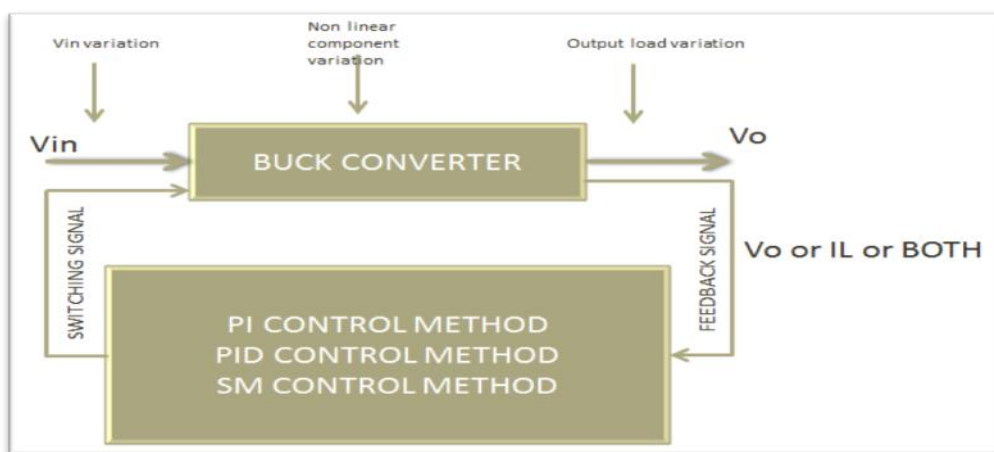 Vin variation
Non linear
component
variation
Output load variation
Vin
BUCK CONVERTER
Vo
SWITCHING SIGNAL
FEEDBACK SIGNAL
Vo or IL or BOTH
PI CONTROL METHOD
PID CONTROL METHOD
SM CONTROL METHOD